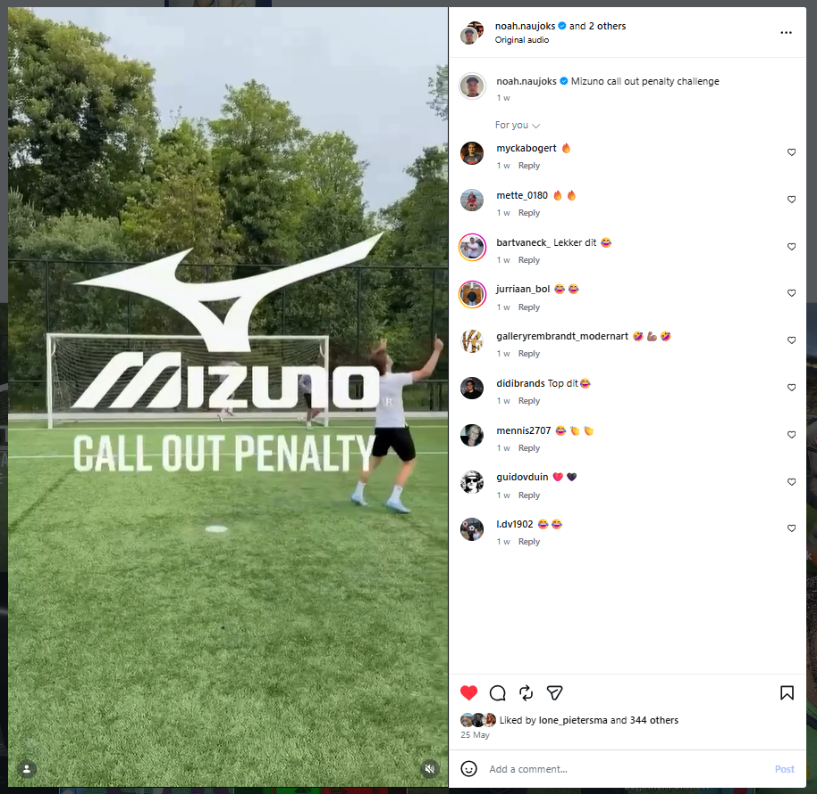 noah.naujoks and 2 others
Original audio
noah.naujoks Mizuno call out penalty challenge
1 w
For you
myckabogert 🔥
1 w Reply
mette_0180 🔥 🔥
1 w Reply
bartvaneck_ Lekker dit 😂
1 w Reply
jurriaan_bol 😂 😂
1 w Reply
galleryrembrandt_modernart 🤣 💪🏽 🤣
1 w Reply
didibrands Top dit😂
1 w Reply
mennis2707 😂 👏 👏
1 w Reply
guidovduin ❤️ 🖤
1 w Reply
l.dv1902 😂 😂
1 w Reply
MIZUNO
CALL OUT PENALTY
Liked by lone_pietersma and 344 others
25 May
Add a comment...
Post